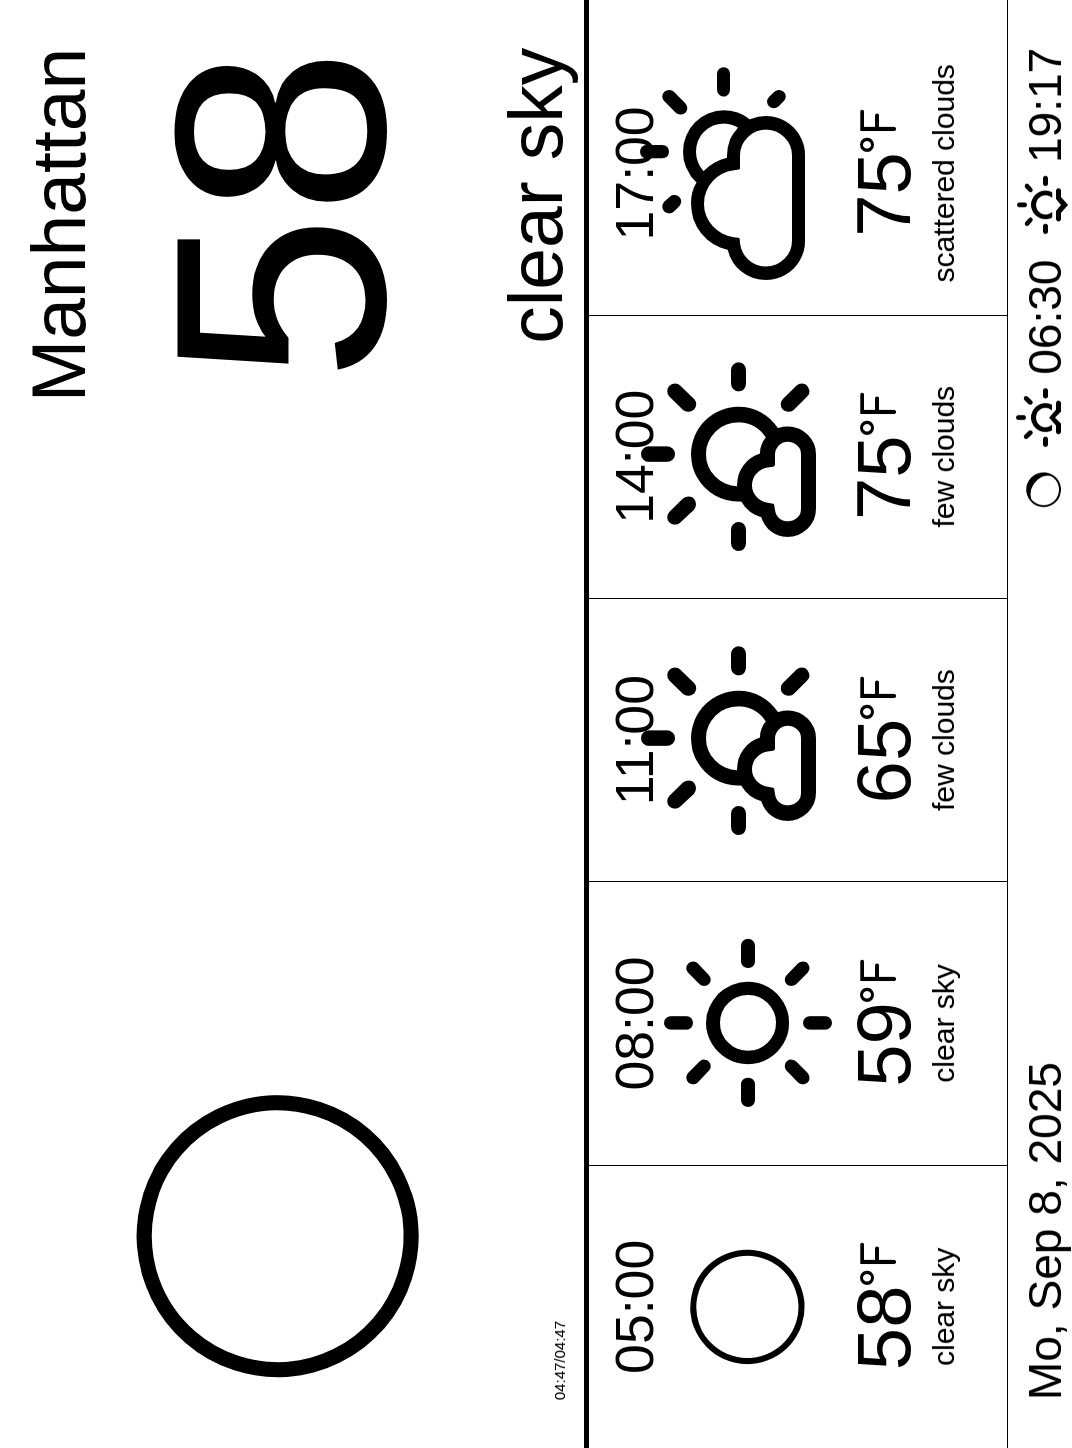 Manhattan
58
clear sky
04:47/04:47
05:00
58°F
clear sky
08:00
59°F
clear sky
11:00
65°F
few clouds
14:00
75°F
few clouds
17:00
75°F
scattered clouds
Mo, Sep 8, 2025
06:30 19:17